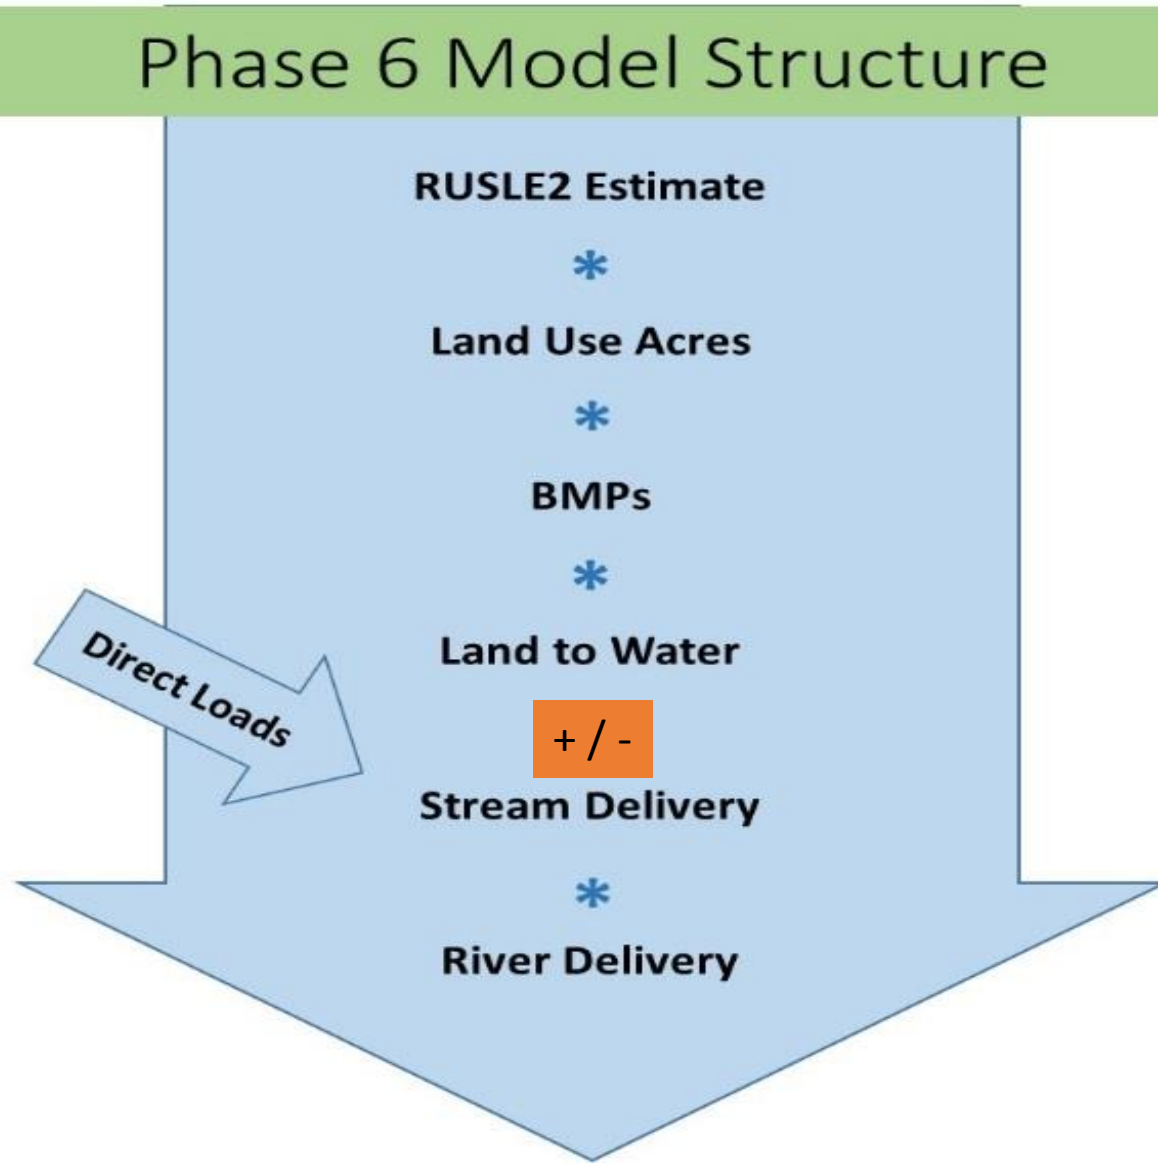 Phase 6 Model Structure
RUSLE2 Estimate
*
Land Use Acres
*
BMPs
*
Land to Water
Direct Loads
+ / -
Stream Delivery
*
River Delivery